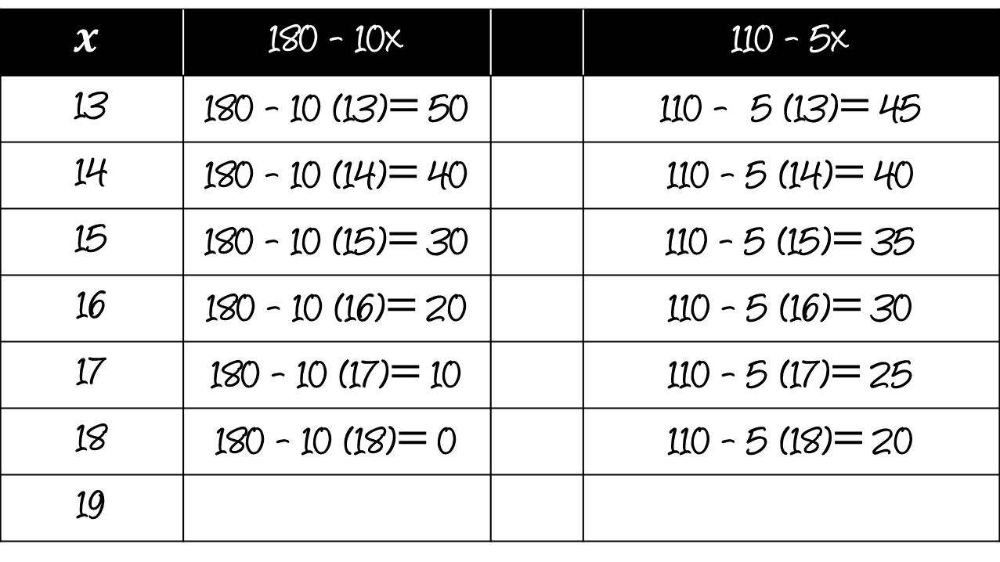 x 180 - 10x 110 - 5x
13 180 - 10 (13)= 50 110 - 5 (13)= 45
14 180 - 10 (14)= 40 110 - 5 (14)= 40
15 180 - 10 (15)= 30 110 - 5 (15)= 35
16 180 - 10 (16)= 20 110 - 5 (16)= 30
17 180 - 10 (17)= 10 110 - 5 (17)= 25
18 180 - 10 (18)= 0 110 - 5 (18)= 20
19